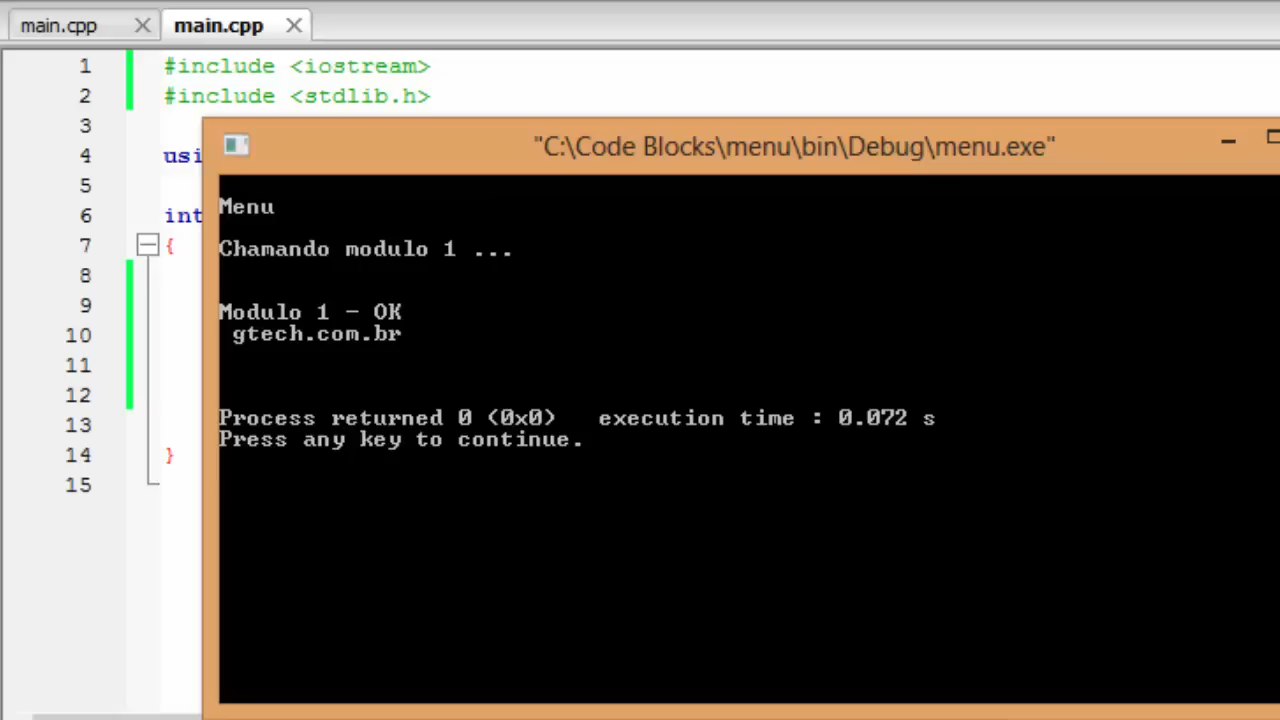 main.cpp
main.cpp
1 #include <iostream>
2 #include <stdlib.h>
3
4 usi
5
6 int
7 {
8
9
10
11
12
13
14 }
15
"C:\Code Blocks\menu\bin\Debug\menu.exe"
Menu
Chamando modulo 1 ...
Modulo 1 - OK
gtech.com.br
Process returned 0 (0x0) execution time : 0.072 s
Press any key to continue.